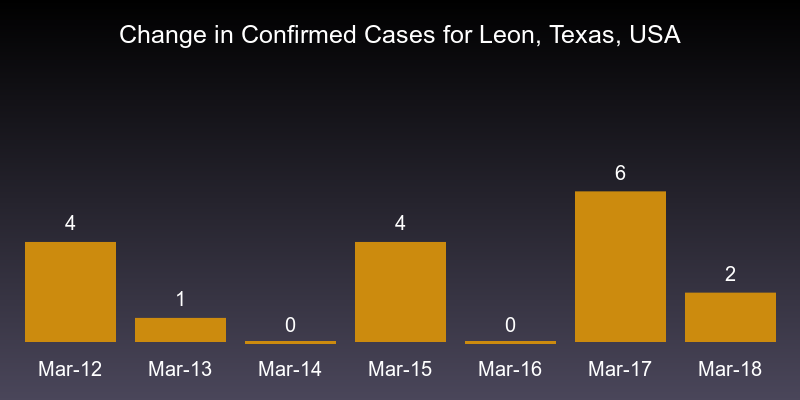 Change in Confirmed Cases for Leon, Texas, USA
4 1 0 4 0 6 2
Mar-12 Mar-13 Mar-14 Mar-15 Mar-16 Mar-17 Mar-18